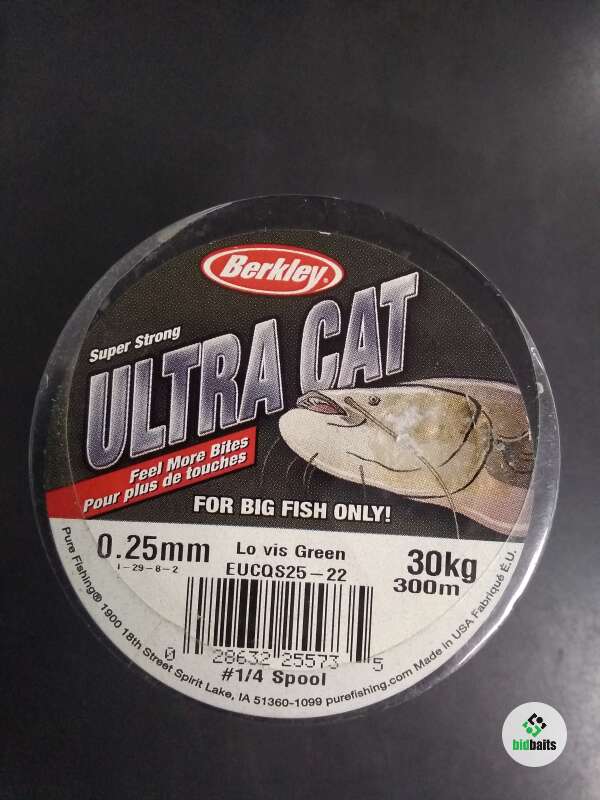 Berkley
Super Strong
ULTRA CAT
Feel More Bites
Pour plus de touches
FOR BIG FISH ONLY!
0.25mm
Lo vis Green
30kg
1-29-8-2
EUCQS25-22
300m
0 28632 25573 5
#1/4 Spool
Pure Fishing® 1900 18th Street Spirit Lake, IA 51360-1099 purefishing.com Made in USA Fabriqué É.U.
bidbaits